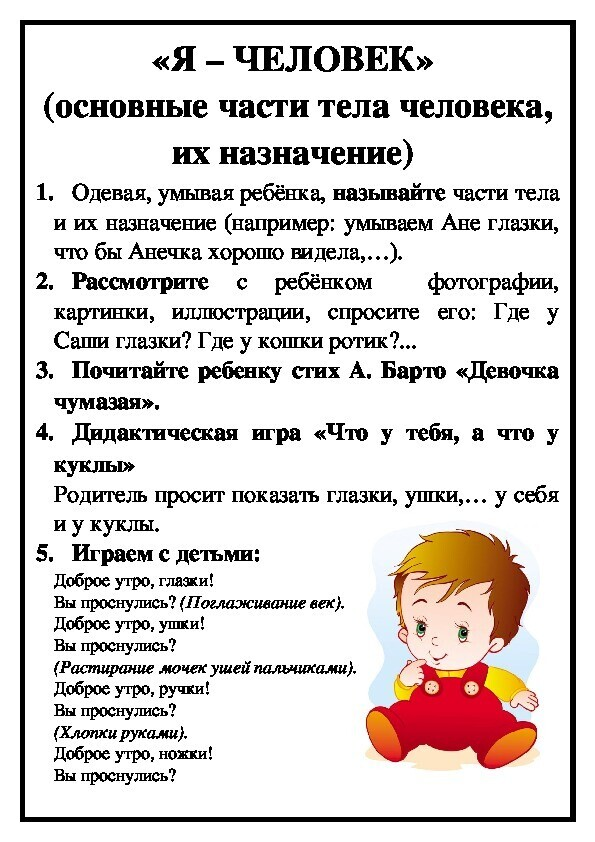 «Я – ЧЕЛОВЕК»
(основные части тела человека,
их назначение)
1. Одевая, умывая ребёнка, называйте части тела
и их назначение (например: умываем Ане глазки,
что бы Анечка хорошо видела,…).
2. Рассмотрите с ребёнком фотографии,
картинки, иллюстрации, спросите его: Где у
Саши глазки? Где у кошки ротик?...
3. Почитайте ребенку стих А. Барто «Девочка
чумазая».
4. Дидактическая игра «Что у тебя, а что у
куклы»
Родитель просит показать глазки, ушки,… у себя
и у куклы.
5. Играем с детьми:
Доброе утро, глазки!
Вы проснулись? (Поглаживание век).
Доброе утро, ушки!
Вы проснулись?
(Растирание мочек ушей пальчиками).
Доброе утро, ручки!
Вы проснулись?
(Хлопки руками).
Доброе утро, ножки!
Вы проснулись?